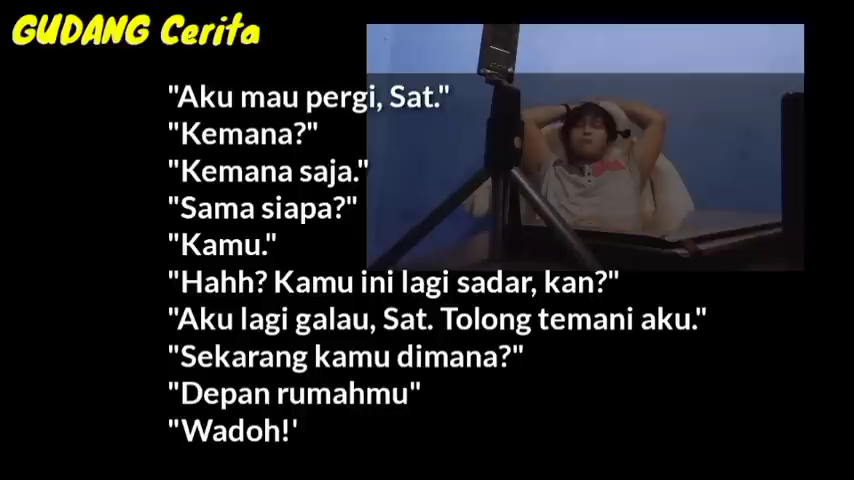 GUDANG Cerita
"Aku mau pergi, Sat."
"Kemana?"
"Kemana saja."
"Sama siapa?"
"Kamu."
"Hahh? Kamu ini lagi sadar, kan?"
"Aku lagi galau, Sat. Tolong temani aku."
"Sekarang kamu dimana?"
"Depan rumahmu"
"Wadoh!'